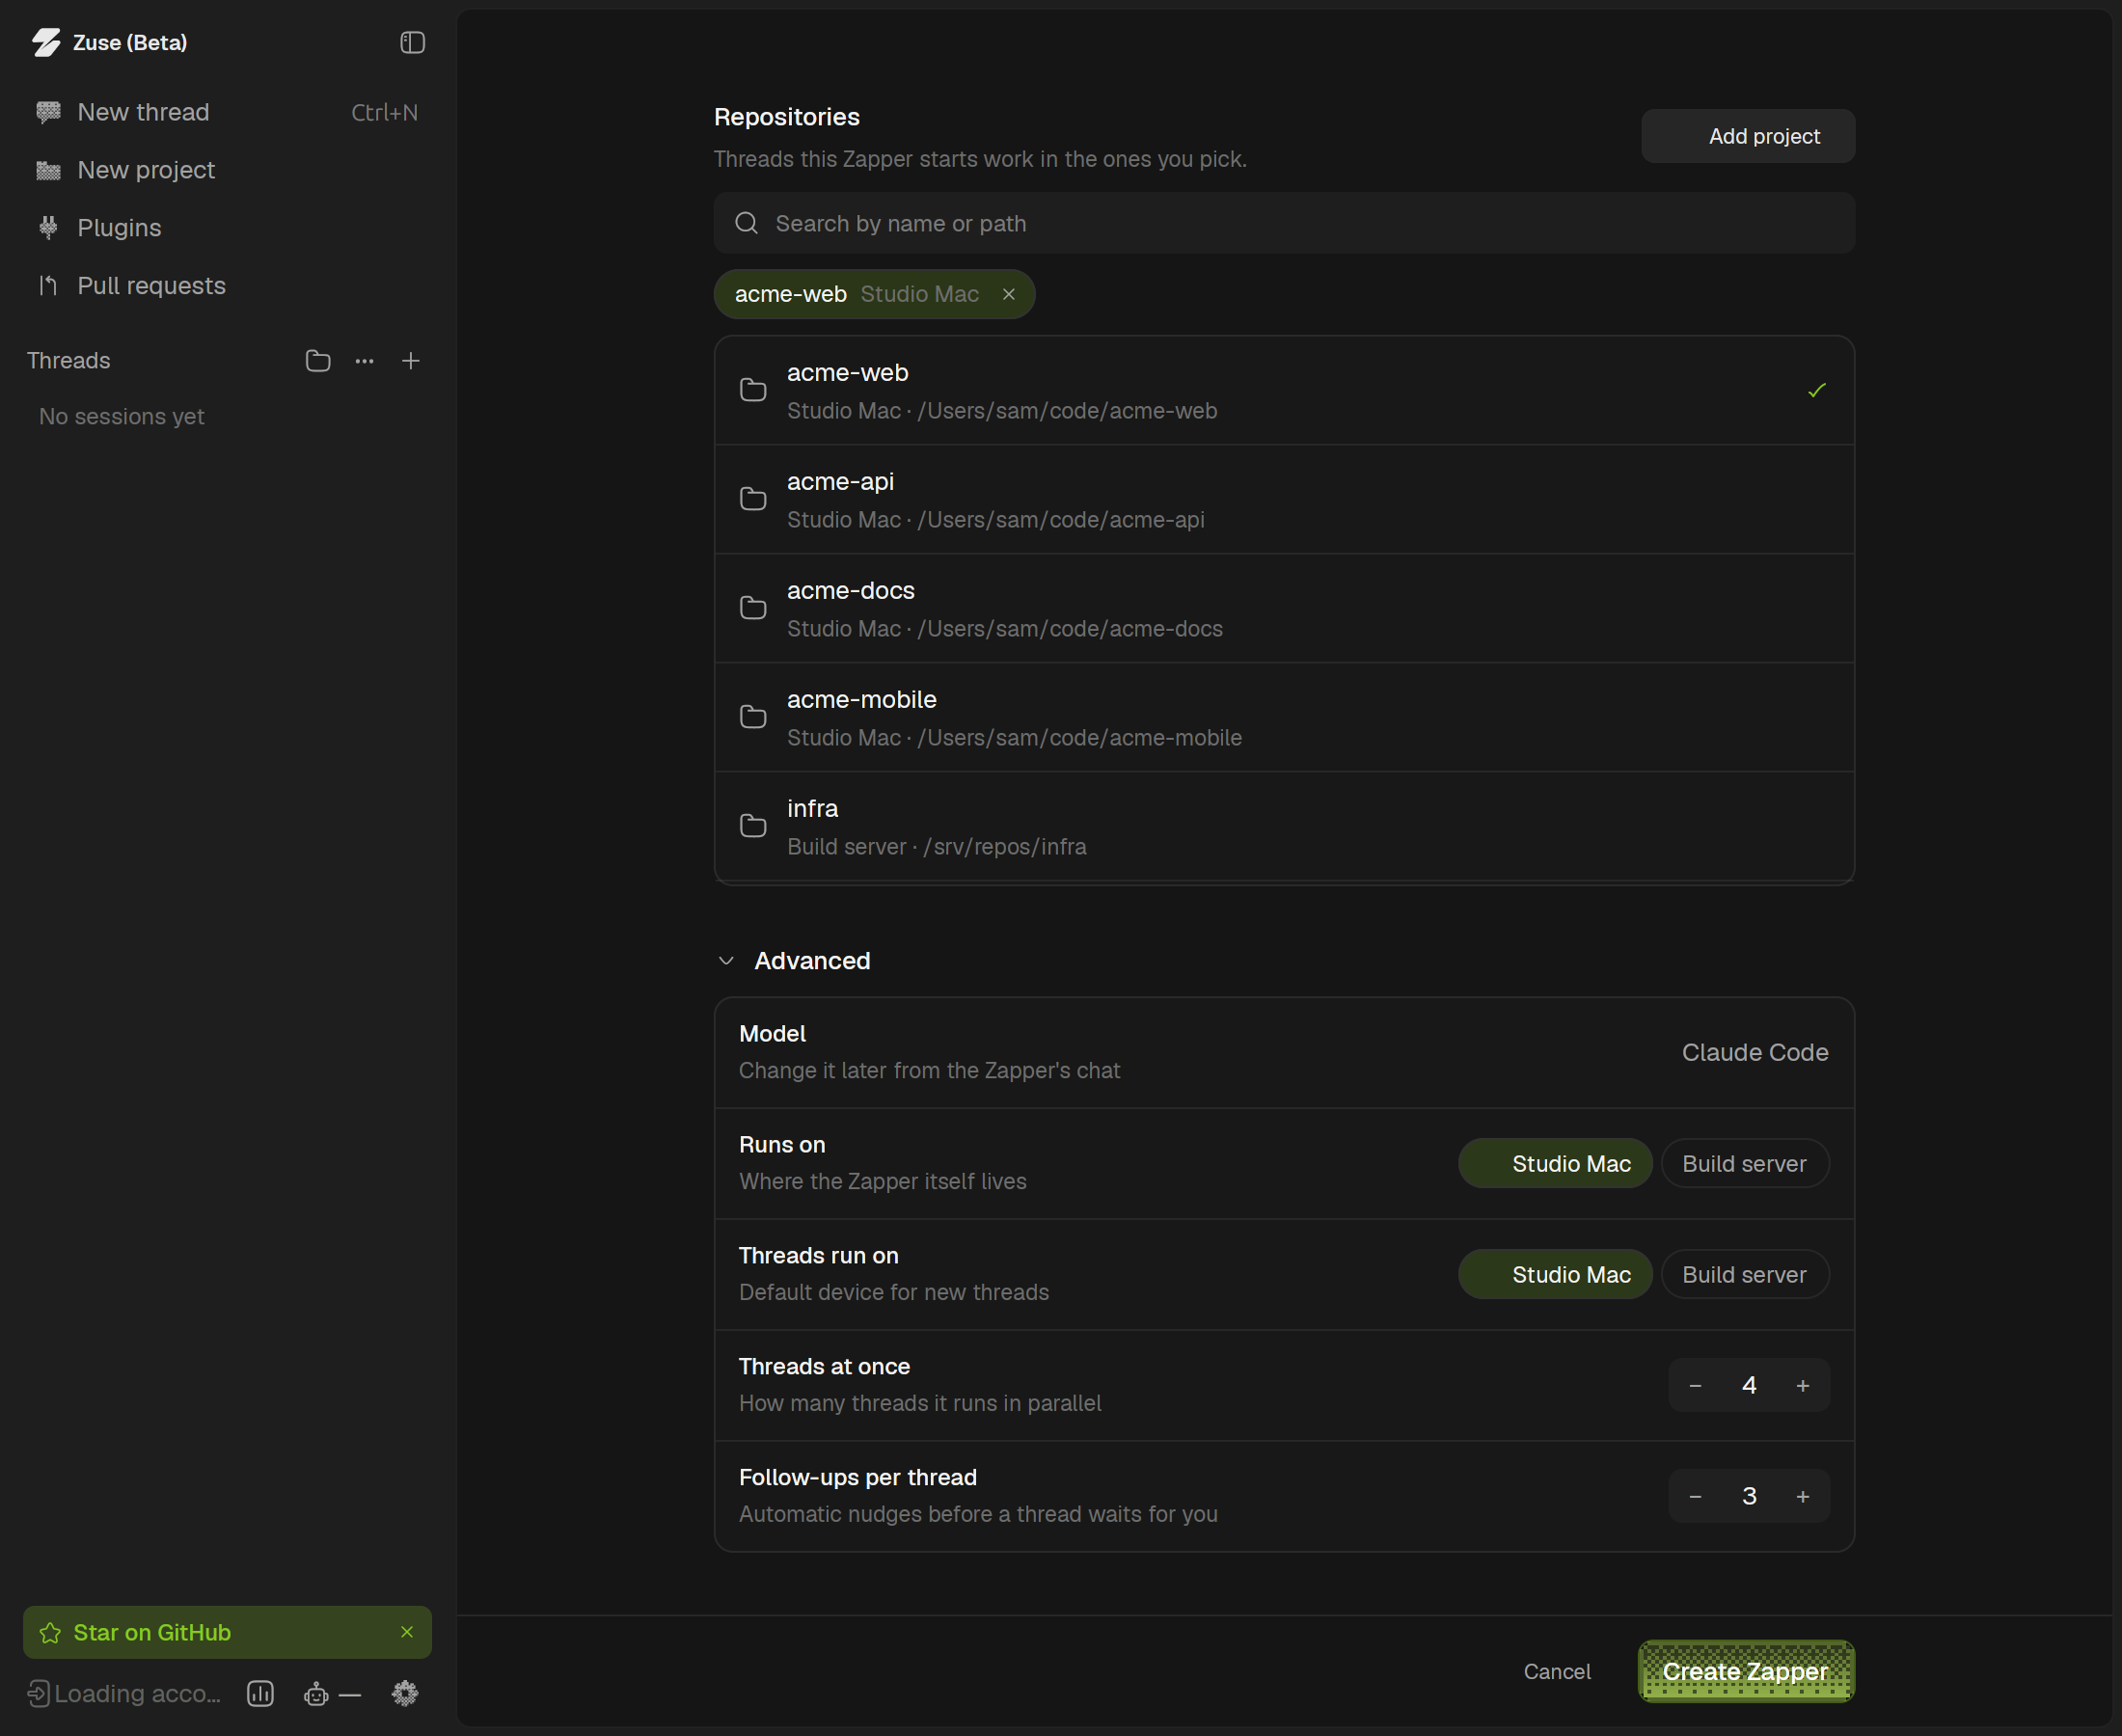 Zuse (Beta)
New thread Ctrl+N
New project
Plugins
Pull requests
Threads
No sessions yet
Star on GitHub
Loading acco...
Repositories
Threads this Zapper starts work in the ones you pick.
Add project
Search by name or path
acme-web Studio Mac
acme-web
Studio Mac · /Users/sam/code/acme-web
acme-api
Studio Mac · /Users/sam/code/acme-api
acme-docs
Studio Mac · /Users/sam/code/acme-docs
acme-mobile
Studio Mac · /Users/sam/code/acme-mobile
infra
Build server · /srv/repos/infra
Advanced
Model
Change it later from the Zapper's chat
Claude Code
Runs on
Where the Zapper itself lives
Studio Mac Build server
Threads run on
Default device for new threads
Studio Mac Build server
Threads at once
How many threads it runs in parallel
− 4 +
Follow-ups per thread
Automatic nudges before a thread waits for you
− 3 +
Cancel Create Zapper